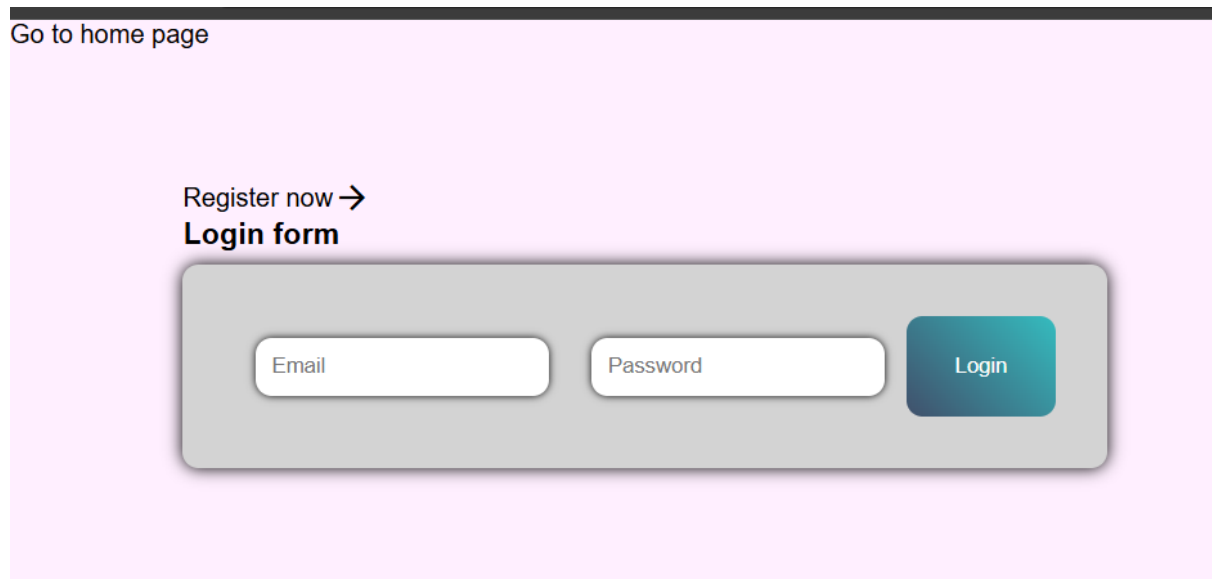 Go to home page
Register now →
Login form
Email
Password
Login